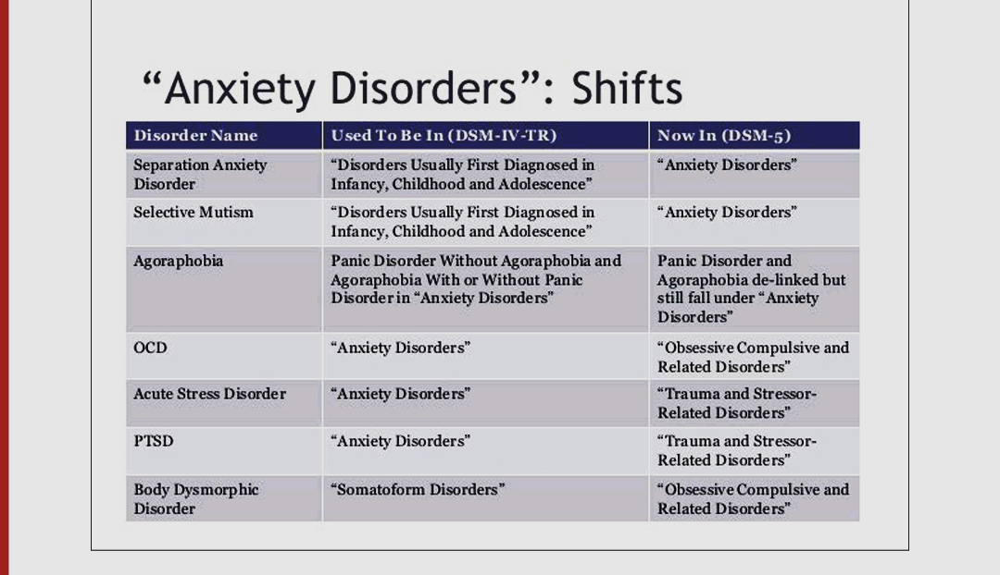 “Anxiety Disorders”: Shifts
Disorder Name
Used To Be In (DSM-IV-TR)
Now In (DSM-5)
Separation Anxiety
Disorder
“Disorders Usually First Diagnosed in
Infancy, Childhood and Adolescence”
“Anxiety Disorders”
Selective Mutism
“Disorders Usually First Diagnosed in
Infancy, Childhood and Adolescence”
“Anxiety Disorders”
Agoraphobia
Panic Disorder Without Agoraphobia and
Agoraphobia With or Without Panic
Disorder in “Anxiety Disorders”
Panic Disorder and
Agoraphobia de-linked but
still fall under “Anxiety
Disorders”
OCD
“Anxiety Disorders”
“Obsessive Compulsive and
Related Disorders”
Acute Stress Disorder
“Anxiety Disorders”
“Trauma and Stressor-
Related Disorders”
PTSD
“Anxiety Disorders”
“Trauma and Stressor-
Related Disorders”
Body Dysmorphic
Disorder
“Somatoform Disorders”
“Obsessive Compulsive and
Related Disorders”